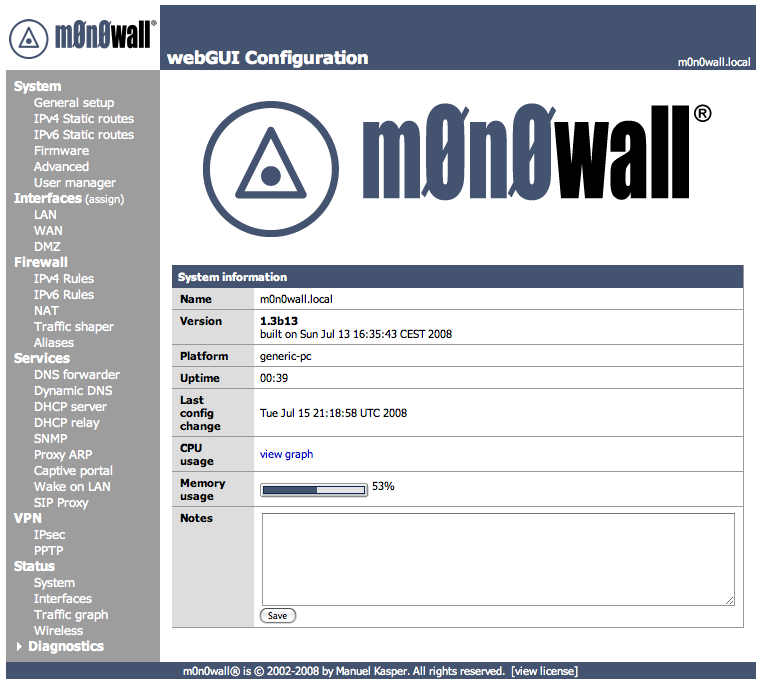 m0n0wall®
webGUI Configuration
m0n0wall.local
System
General setup
IPv4 Static routes
IPv6 Static routes
Firmware
Advanced
User manager
Interfaces (assign)
LAN
WAN
DMZ
Firewall
IPv4 Rules
IPv6 Rules
NAT
Traffic shaper
Aliases
Services
DNS forwarder
Dynamic DNS
DHCP server
DHCP relay
SNMP
Proxy ARP
Captive portal
Wake on LAN
SIP Proxy
VPN
IPsec
PPTP
Status
System
Interfaces
Traffic graph
Wireless
Diagnostics
m0n0wall®
System information
Name m0n0wall.local
Version 1.3b13
built on Sun Jul 13 16:35:43 CEST 2008
Platform generic-pc
Uptime 00:39
Last
config
change
Tue Jul 15 21:18:58 UTC 2008
CPU
usage
view graph
Memory
usage
53%
Notes
Save
m0n0wall® is © 2002-2008 by Manuel Kasper. All rights reserved. [view license]